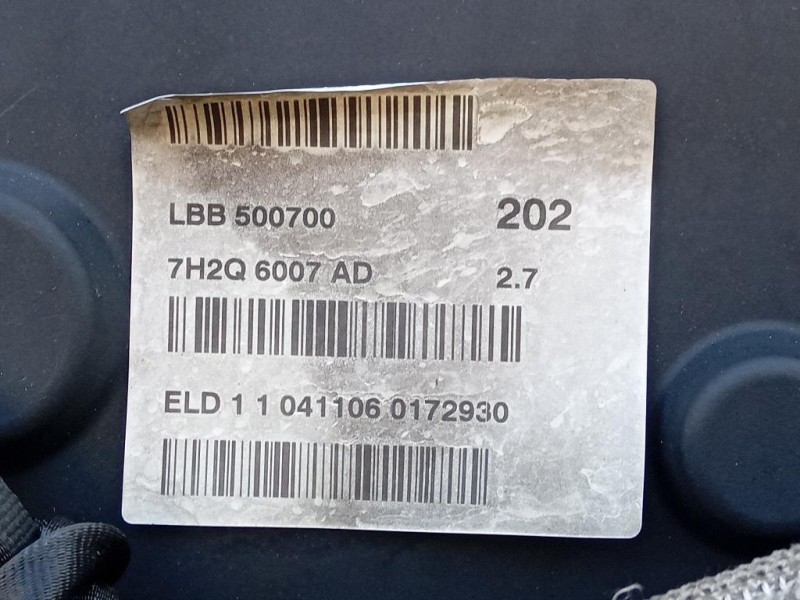 LBB 500700 202
7H2Q 6007 AD 2.7
ELD 1 1 041106 0172930